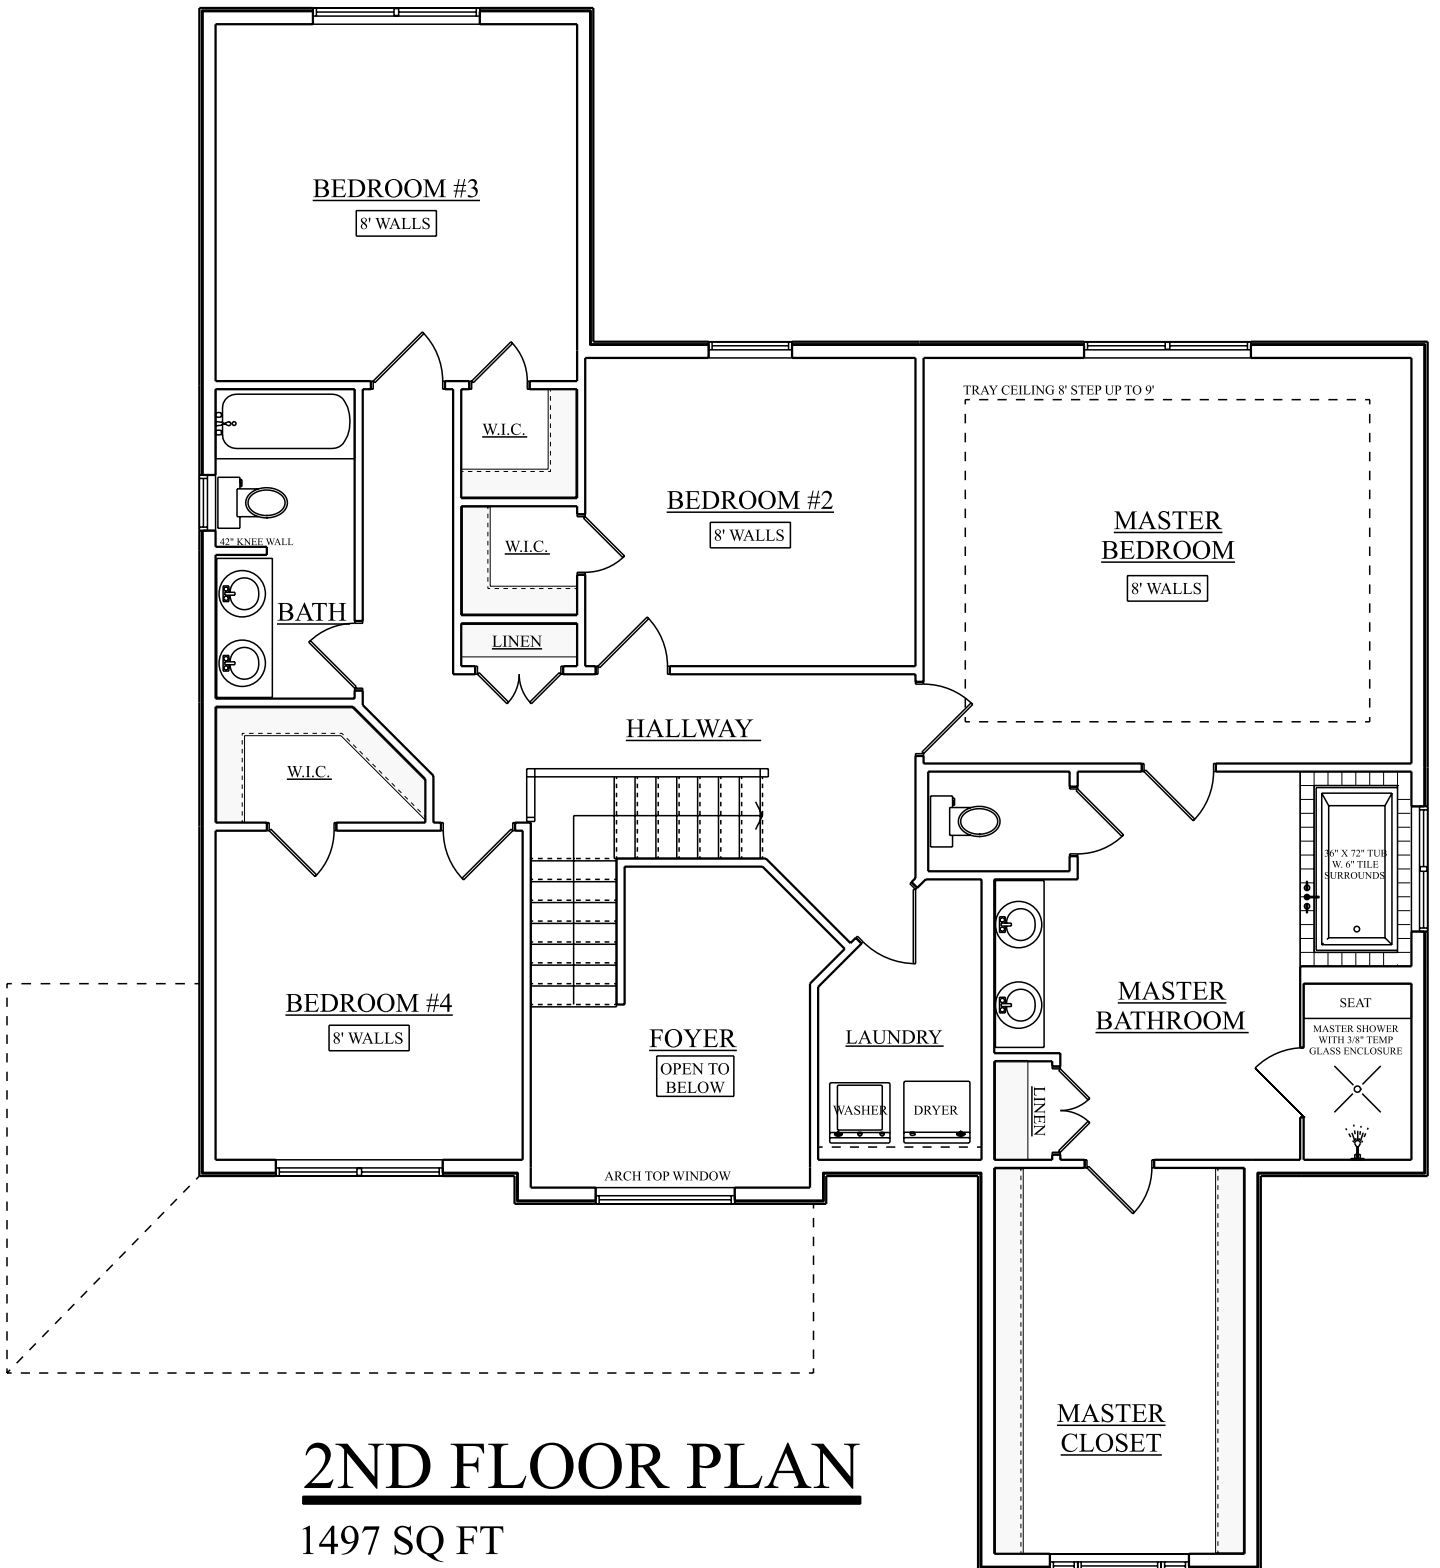 BEDROOM #3
8' WALLS
TRAY CEILING 8' STEP UP TO 9'
W.I.C.
BEDROOM #2
8' WALLS
MASTER
BEDROOM
8' WALLS
42" KNEE WALL
W.I.C.
BATH
LINEN
HALLWAY
W.I.C.
36" X 72" TUB
W. 6" TILE
SURROUNDS
BEDROOM #4
8' WALLS
FOYER
OPEN TO
BELOW
LAUNDRY
MASTER
BATHROOM
SEAT
MASTER SHOWER
WITH 3/8" TEMP
GLASS ENCLOSURE
WASHER
DRYER
LINEN
ARCH TOP WINDOW
MASTER
CLOSET
2ND FLOOR PLAN
1497 SQ FT